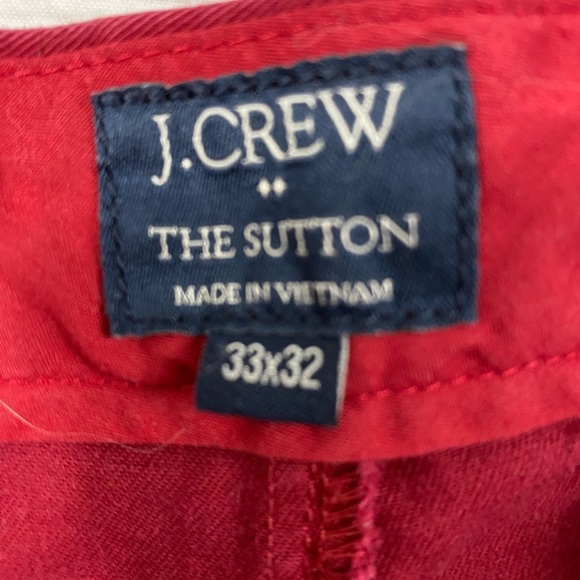 J.CREW
THE SUTTON
MADE IN VIETNAM
33x32